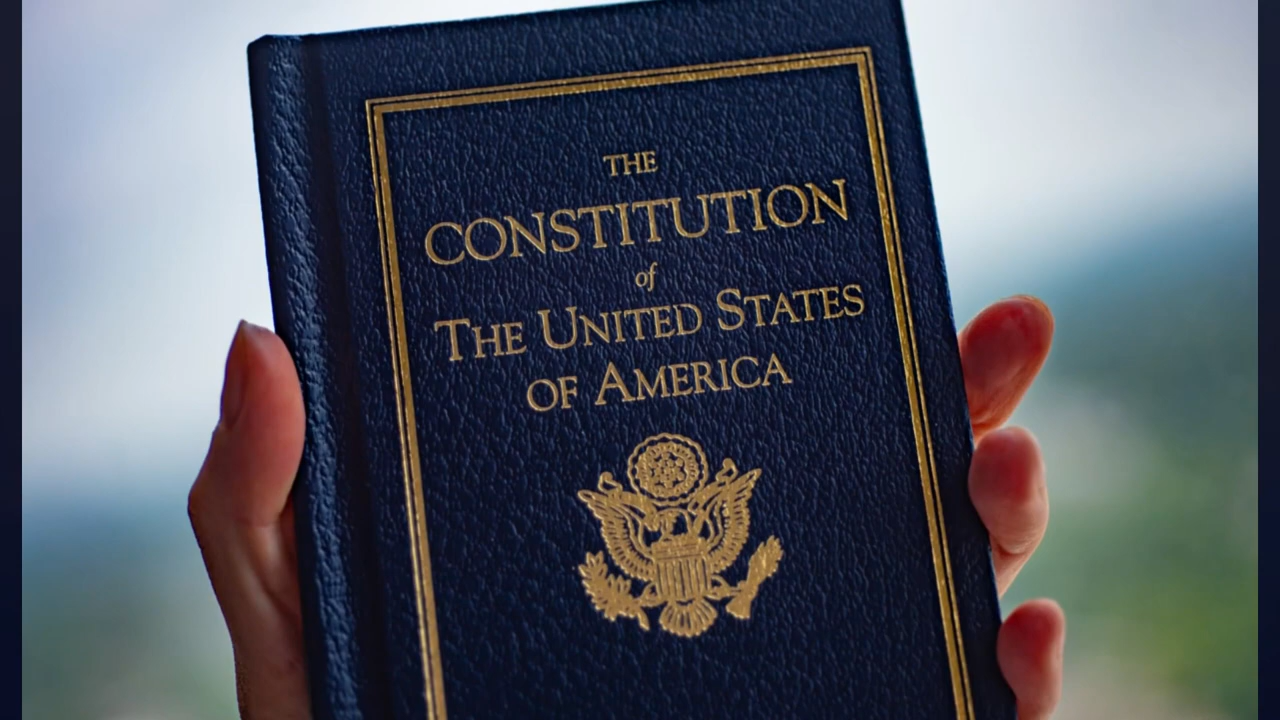 THE
CONSTITUTION
of
THE UNITED STATES
OF AMERICA